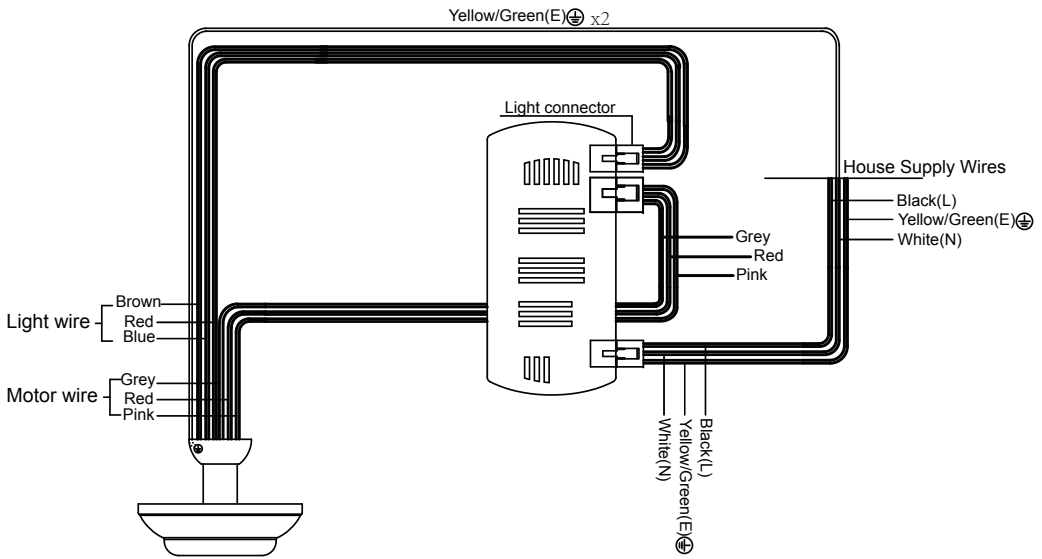 Yellow/Green(E) x2
Light connector
House Supply Wires
Black(L)
Yellow/Green(E)
White(N)
Grey
Red
Pink
Light wire
Brown
Red
Blue
Motor wire
Grey
Red
Pink
White(N)
Yellow/Green(E)
Black(L)